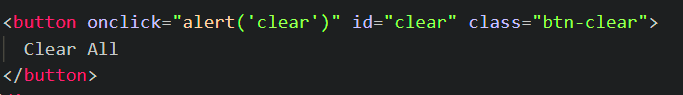 <button onclick="alert('clear')" id="clear" class="btn-clear">
Clear All
</button>